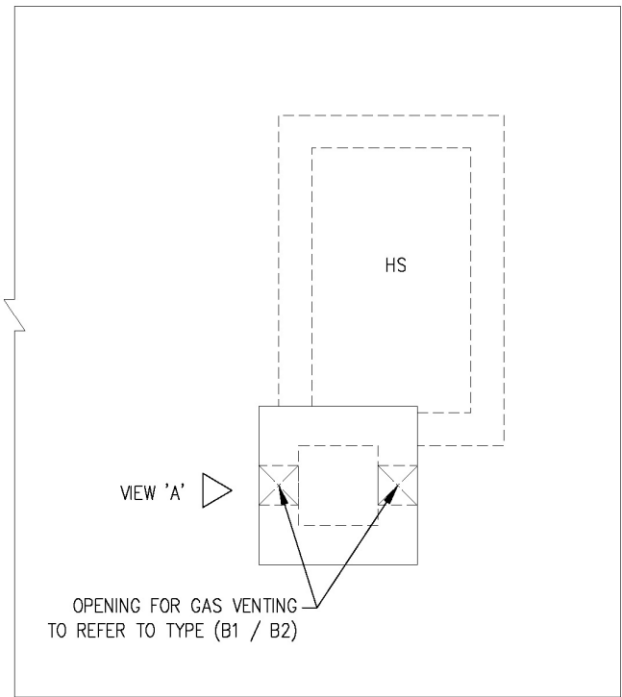 HS
VIEW 'A'
OPENING FOR GAS VENTING
TO REFER TO TYPE (B1 / B2)